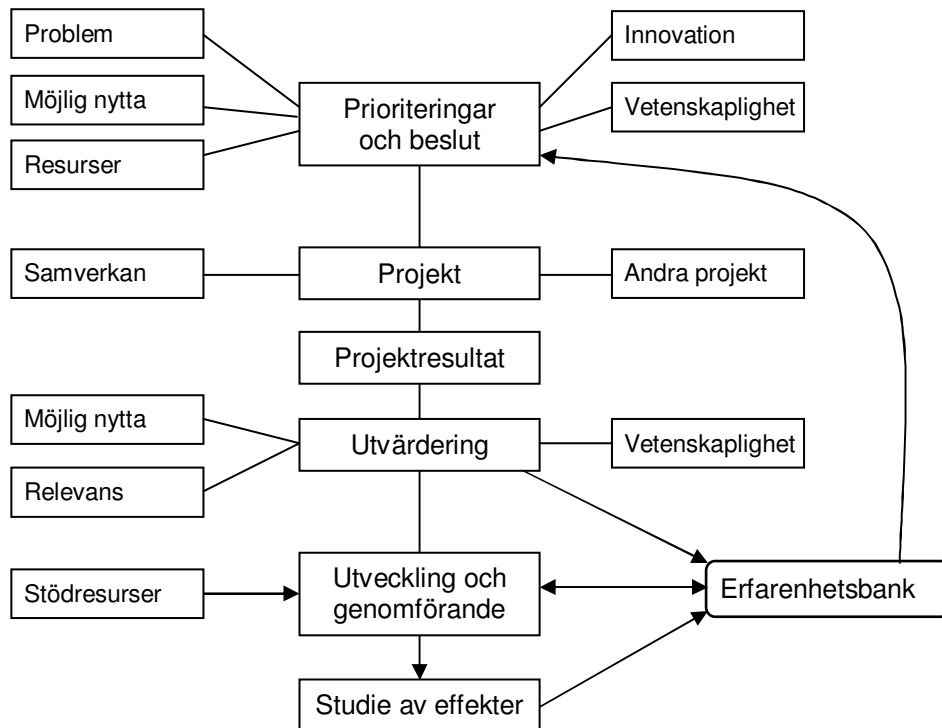 Problem
Innovation
Möjlig nytta
Prioriteringar
och beslut
Vetenskaplighet
Resurser
Samverkan
Projekt
Andra projekt
Projektresultat
Möjlig nytta
Utvärdering
Vetenskaplighet
Relevans
Stödresurser
Utveckling och
genomförande
Erfarenhetsbank
Studie av effekter